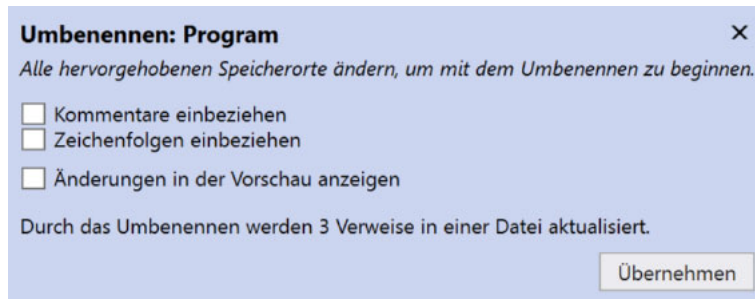 Umbenennen: Program
Alle hervorgehobenen Speicherorte ändern, um mit dem Umbenennen zu beginnen.
Kommentare einbeziehen
Zeichenfolgen einbeziehen
Änderungen in der Vorschau anzeigen
Durch das Umbenennen werden 3 Verweise in einer Datei aktualisiert.
Übernehmen